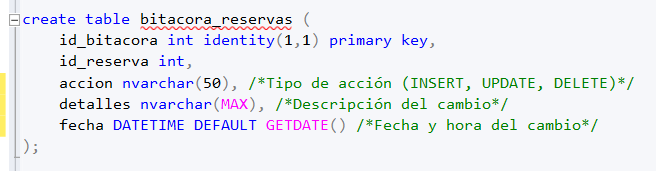 create table bitacora_reservas (
id_bitacora int identity(1,1) primary key,
id_reserva int,
accion nvarchar(50), /*Tipo de acción (INSERT, UPDATE, DELETE)*/
detalles nvarchar(MAX), /*Descripción del cambio*/
fecha DATETIME DEFAULT GETDATE() /*Fecha y hora del cambio*/
);